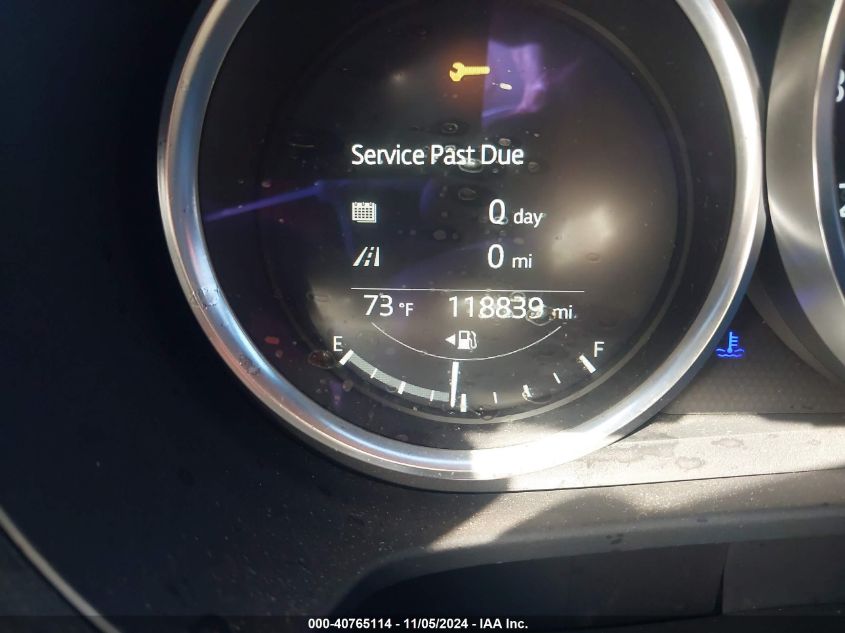 Service Past Due
0 day
0 mi
73 °F 118839 mi
E F
000-40765114 - 11/05/2024 - IAA Inc.